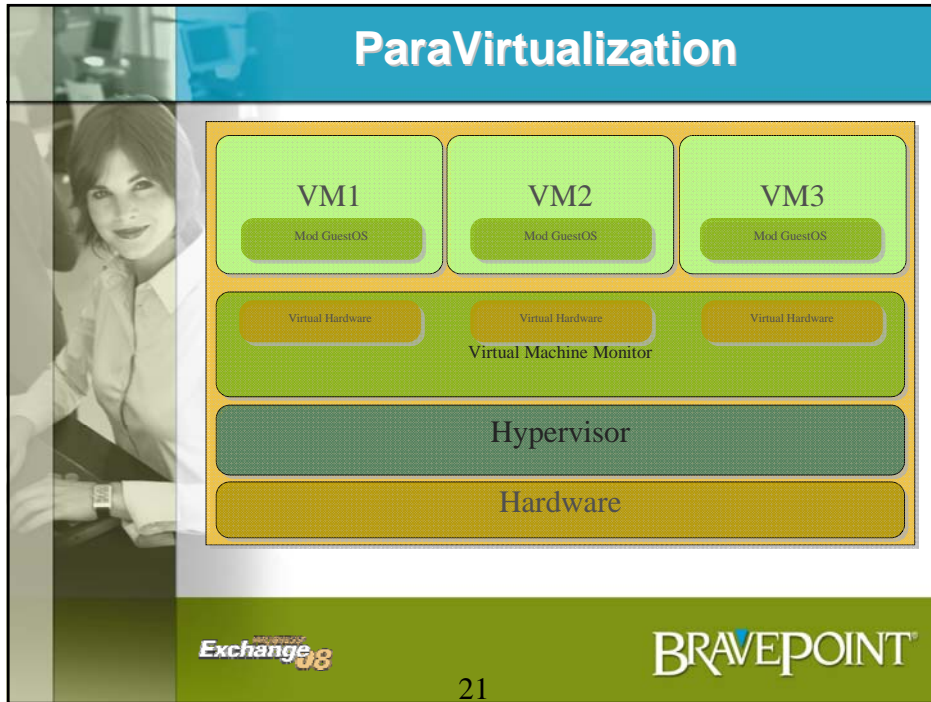 ParaVirtualization
VM1 VM2 VM3
Mod GuestOS Mod GuestOS Mod GuestOS
Virtual Hardware Virtual Hardware Virtual Hardware
Virtual Machine Monitor
Hypervisor
Hardware
Exchange 08
BRAVEPOINT®
21